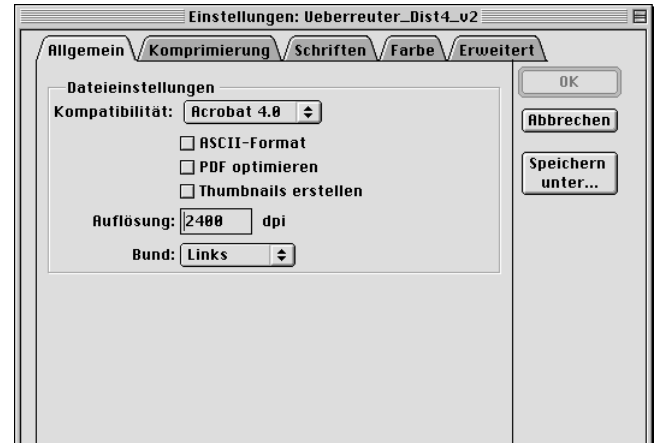 Einstellungen: Ueberreuter_Dist4_v2
Allgemein Komprimierung Schriften Farbe Erweitert
Dateieinstellungen
Kompatibilität: Acrobat 4.0
ASCII-Format
PDF optimieren
Thumbnails erstellen
Auflösung: 2400 dpi
Bund: Links
OK
Abbrechen
Speichern
unter...